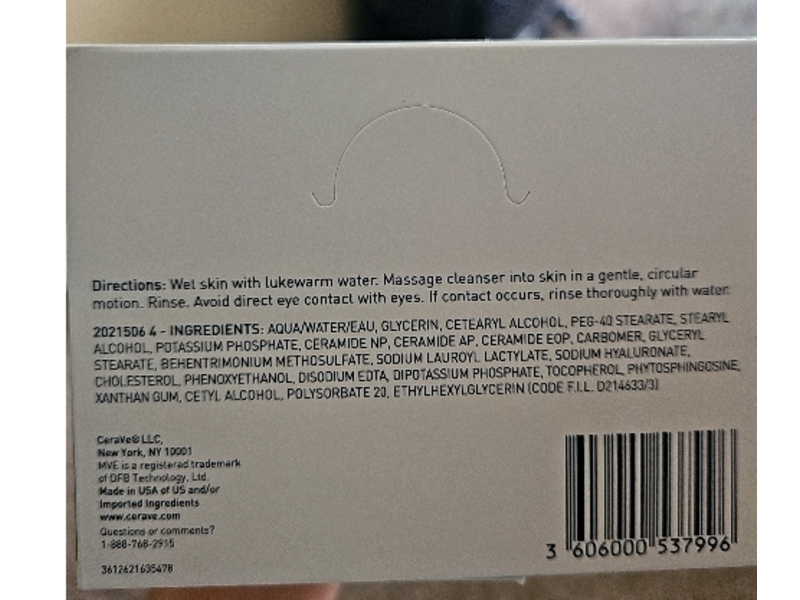 Directions: Wet skin with lukewarm water. Massage cleanser into skin in a gentle, circular
motion. Rinse. Avoid direct eye contact with eyes. If contact occurs, rinse thoroughly with water.
2021506 4 - INGREDIENTS: AQUA/WATER/EAU, GLYCERIN, CETEARYL ALCOHOL, PEG-40 STEARATE, STEARYL
ALCOHOL, POTASSIUM PHOSPHATE, CERAMIDE NP, CERAMIDE AP, CERAMIDE EOP, CARBOMER, GLYCERYL
STEARATE, BEHENTRIMONIUM METHOSULFATE, SODIUM LAUROYL LACTYLATE, SODIUM HYALURONATE,
CHOLESTEROL, PHENOXYETHANOL, DISODIUM EDTA, DIPOTASSIUM PHOSPHATE, TOCOPHEROL, PHYTOSPHINGOSINE,
XANTHAN GUM, CETYL ALCOHOL, POLYSORBATE 20, ETHYLHEXYLGLYCERIN (CODE F.I.L. D214633/3)
CeraVe® LLC,
New York, NY 10001
MVE is a registered trademark
of DFB Technology, Ltd.
Made in USA of US and/or
Imported Ingredients
www.cerave.com
Questions or comments?
1-888-768-2915
3612621635478
3 606000 537996